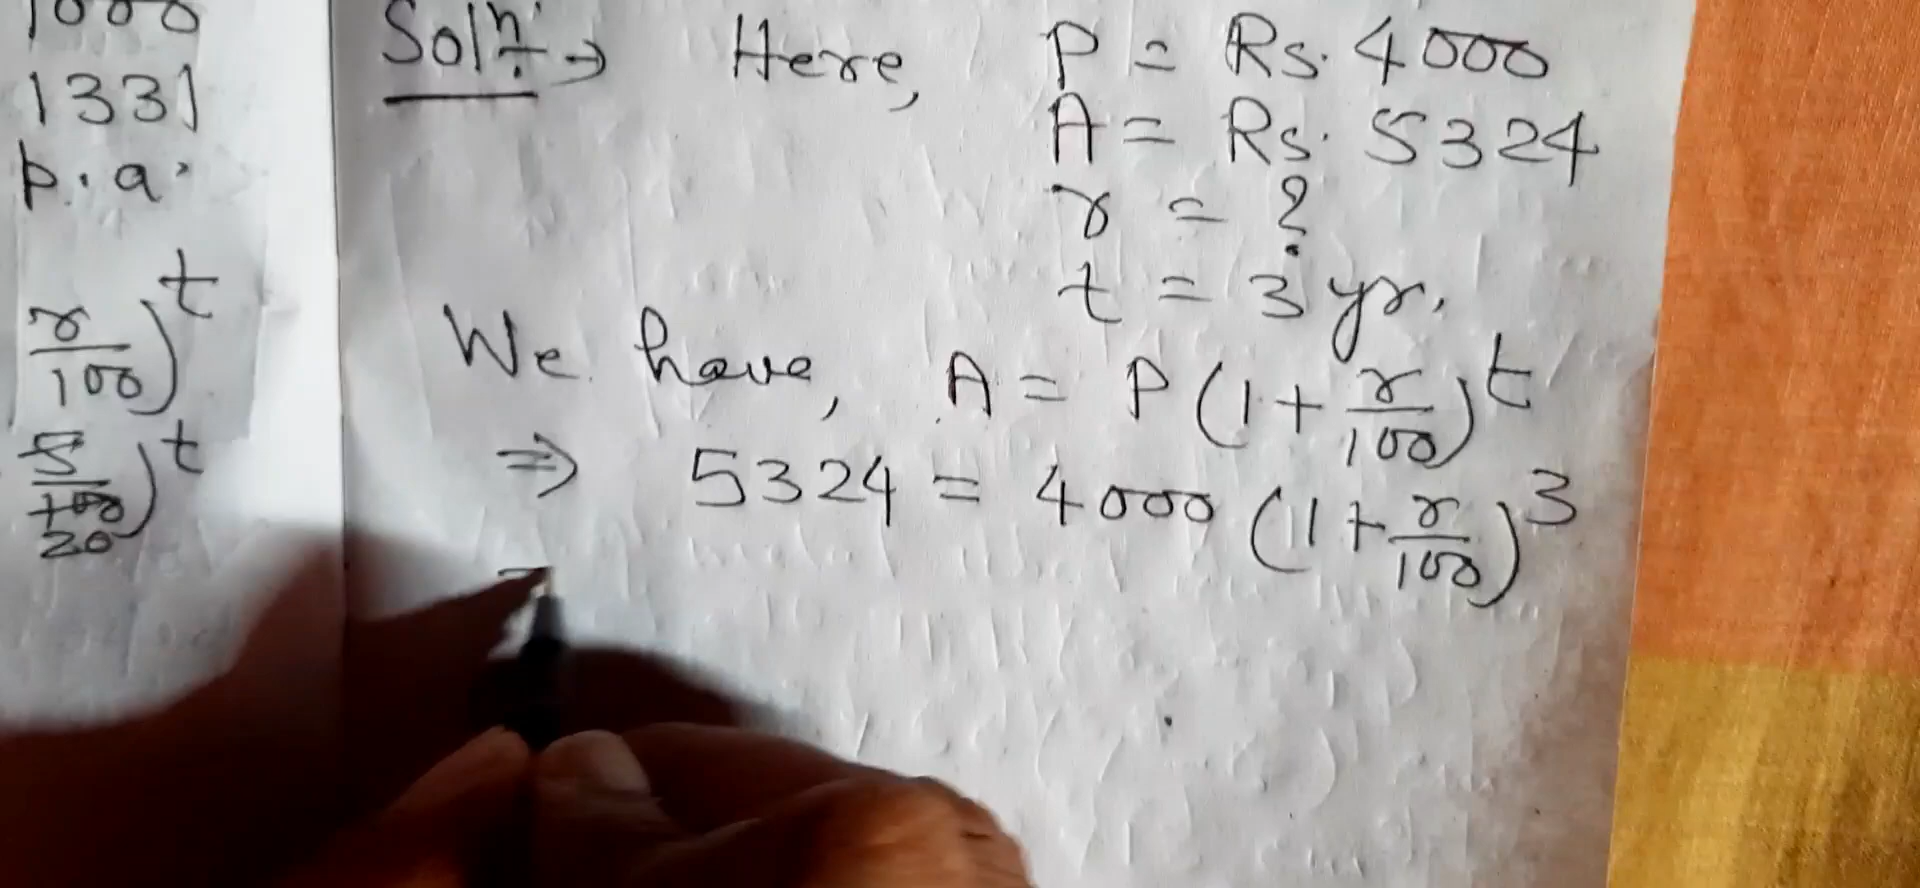 1000
1331
p.a.
r/100)^t
5/100)^t
20
Solⁿ: → Here, P = Rs. 4000
A = Rs. 5324
r = ?
t = 3 yr.
We have, A = P(1 + r/100)^t
⇒ 5324 = 4000 (1 + r/100)^3
=